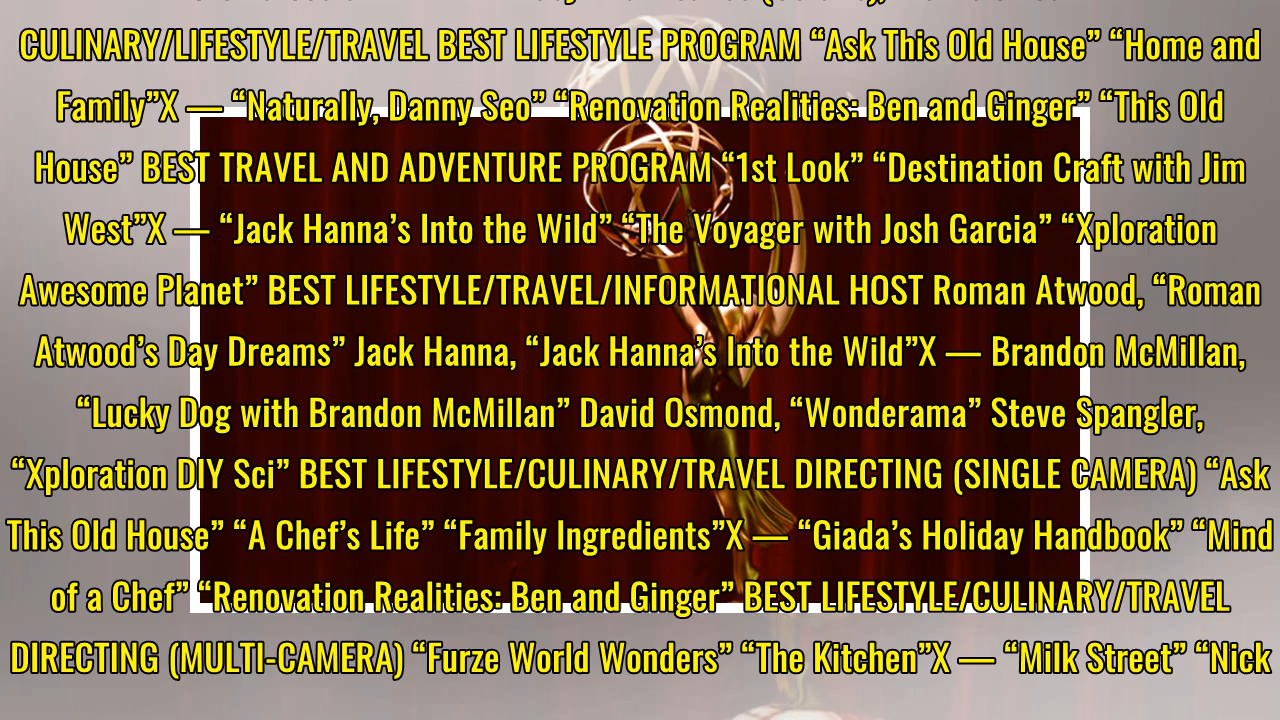 CULINARY/LIFESTYLE/TRAVEL BEST LIFESTYLE PROGRAM “Ask This Old House” “Home and
Family”X — “Naturally, Danny Seo” “Renovation Realities: Ben and Ginger” “This Old
House” BEST TRAVEL AND ADVENTURE PROGRAM “1st Look” “Destination Craft with Jim
West”X — “Jack Hanna’s Into the Wild” “The Voyager with Josh Garcia” “Xploration
Awesome Planet” BEST LIFESTYLE/TRAVEL/INFORMATIONAL HOST Roman Atwood, “Roman
Atwood’s Day Dreams” Jack Hanna, “Jack Hanna’s Into the Wild”X — Brandon McMillan,
“Lucky Dog with Brandon McMillan” David Osmond, “Wonderama” Steve Spangler,
“Xploration DIY Sci” BEST LIFESTYLE/CULINARY/TRAVEL DIRECTING (SINGLE CAMERA) “Ask
This Old House” “A Chef’s Life” “Family Ingredients”X — “Giada’s Holiday Handbook” “Mind
of a Chef” “Renovation Realities: Ben and Ginger” BEST LIFESTYLE/CULINARY/TRAVEL
DIRECTING (MULTI-CAMERA) “Furze World Wonders” “The Kitchen”X — “Milk Street” “Nick